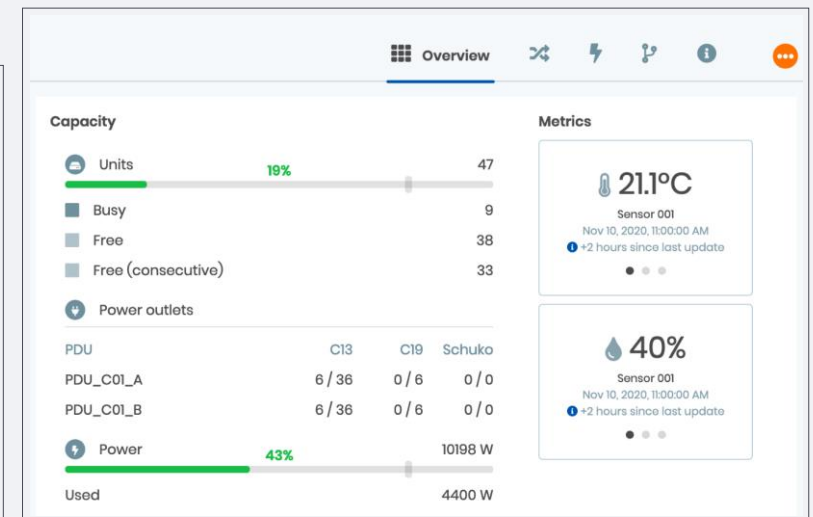 Overview
Capacity
Units 19% 47
Busy 9
Free 38
Free (consecutive) 33
Power outlets
PDU C13 C19 Schuko
PDU_C01_A 6 / 36 0 / 6 0 / 0
PDU_C01_B 6 / 36 0 / 6 0 / 0
Power 43% 10198 W
Used 4400 W
Metrics
21.1°C
Sensor 001
Nov 10, 2020, 11:00:00 AM
+2 hours since last update
40%
Sensor 001
Nov 10, 2020, 11:00:00 AM
+2 hours since last update